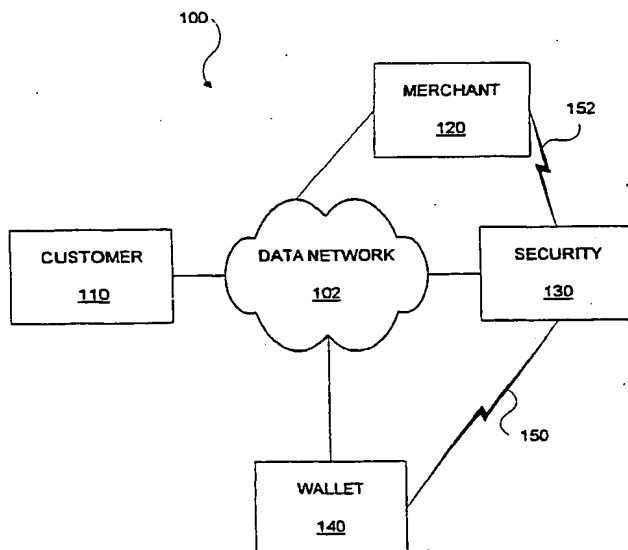 100
MERCHANT
120
152
CUSTOMER
110
DATA NETWORK
102
SECURITY
130
150
WALLET
140